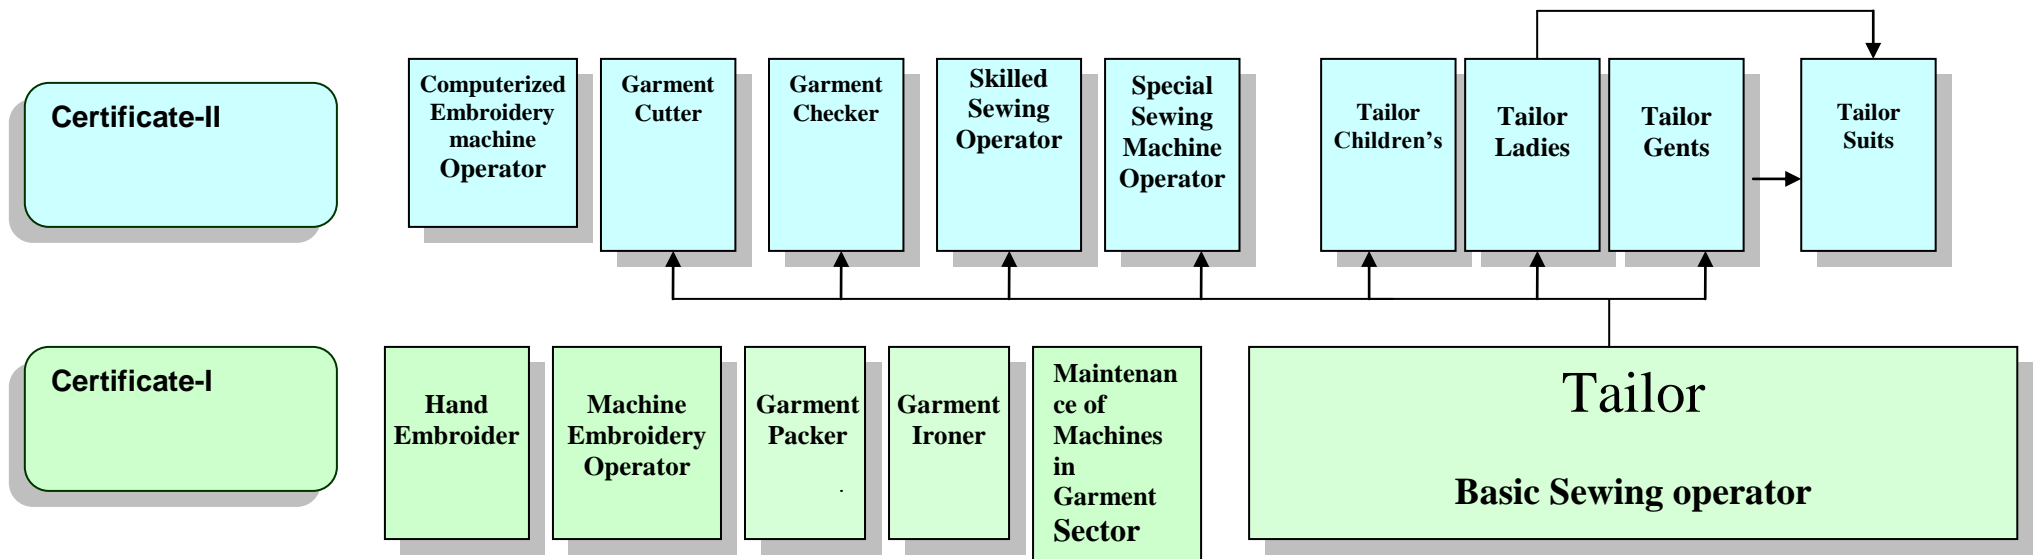 Certificate-II
Computerized
Embroidery
machine
Operator
Garment
Cutter
Garment
Checker
Skilled
Sewing
Operator
Special
Sewing
Machine
Operator
Tailor
Children's
Tailor
Ladies
Tailor
Gents
Tailor
Suits
Certificate-I
Hand
Embroider
Machine
Embroidery
Operator
Garment
Packer
.
Garment
Ironer
Maintenan
ce of
Machines
in
Garment
Sector
Tailor
Basic Sewing operator